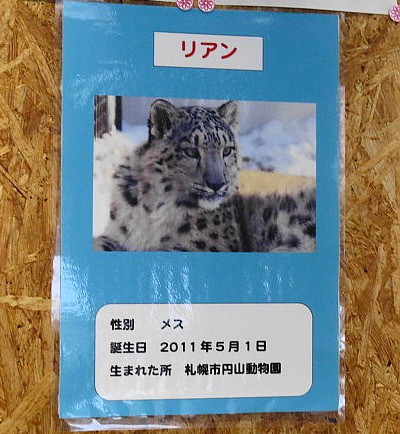 リアン
性別　メス
誕生日　2011年5月1日
生まれた所　札幌市円山動物園